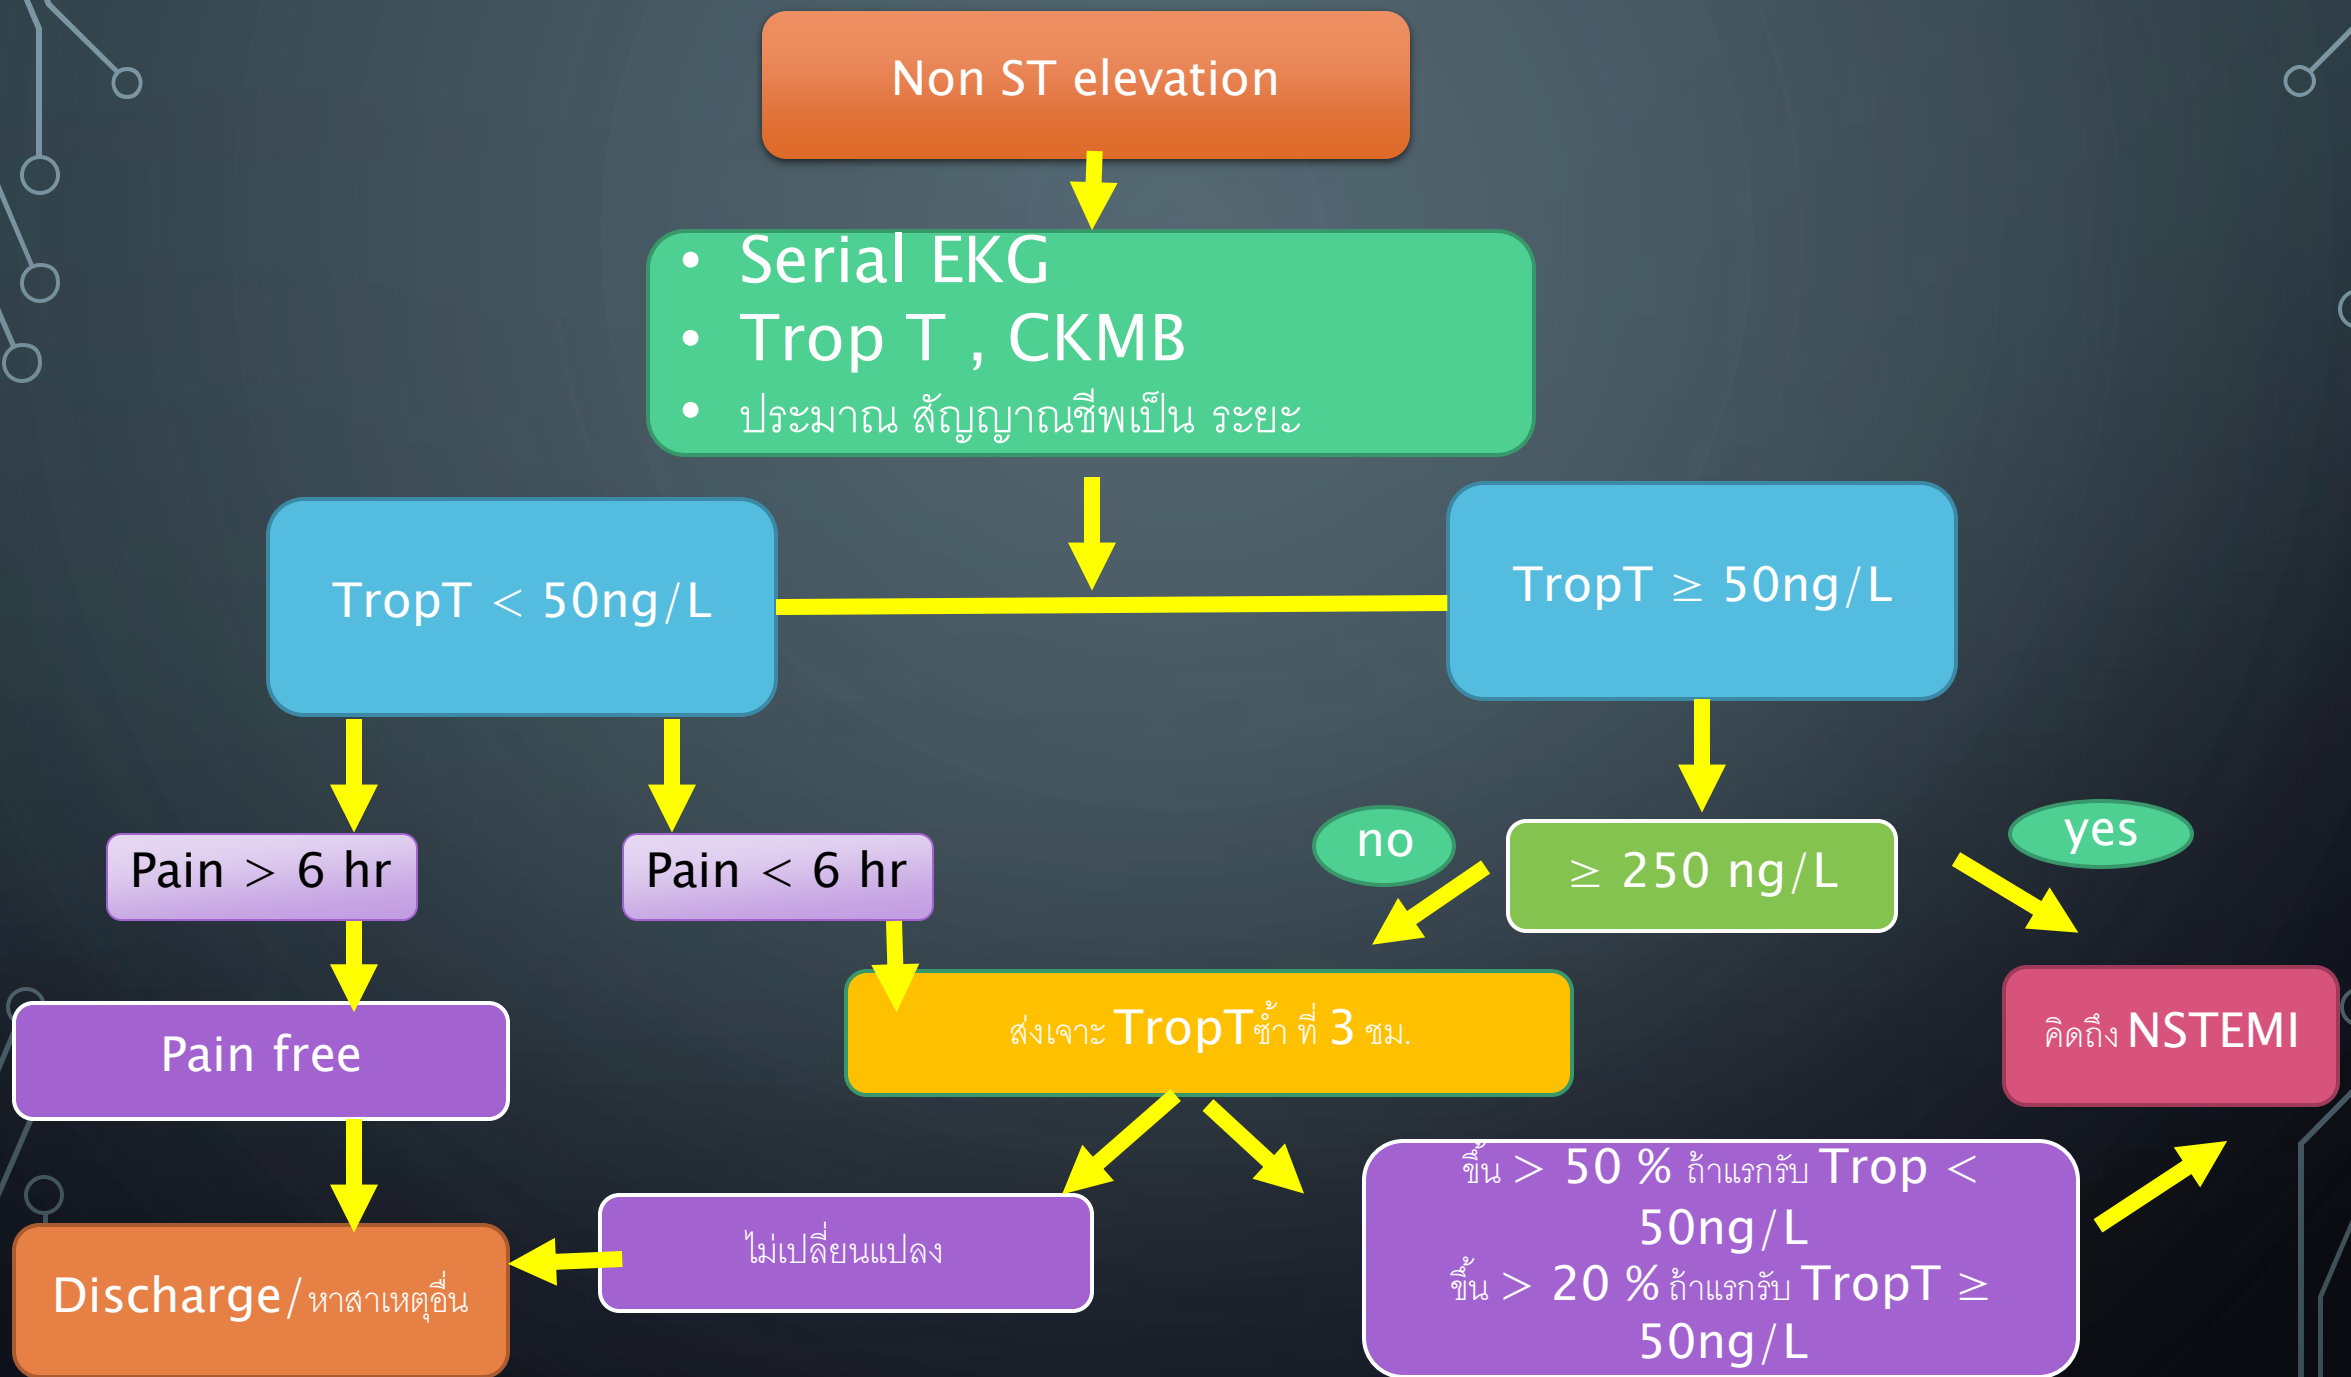 Non ST elevation
• Serial EKG
• Trop T , CKMB
• ประมาณ สัญญาณชีพเป็น ระยะ
TropT < 50ng/L
TropT ≥ 50ng/L
no
yes
Pain > 6 hr
Pain < 6 hr
≥ 250 ng/L
Pain free
ส่งเจาะ TropTซ้ำ ที่ 3 ชม.
คิดถึง NSTEMI
ขึ้น > 50 % ถ้าแรกรับ Trop <
50ng/L
ขึ้น > 20 % ถ้าแรกรับ TropT ≥
50ng/L
ไม่เปลี่ยนแปลง
Discharge/หาสาเหตุอื่น